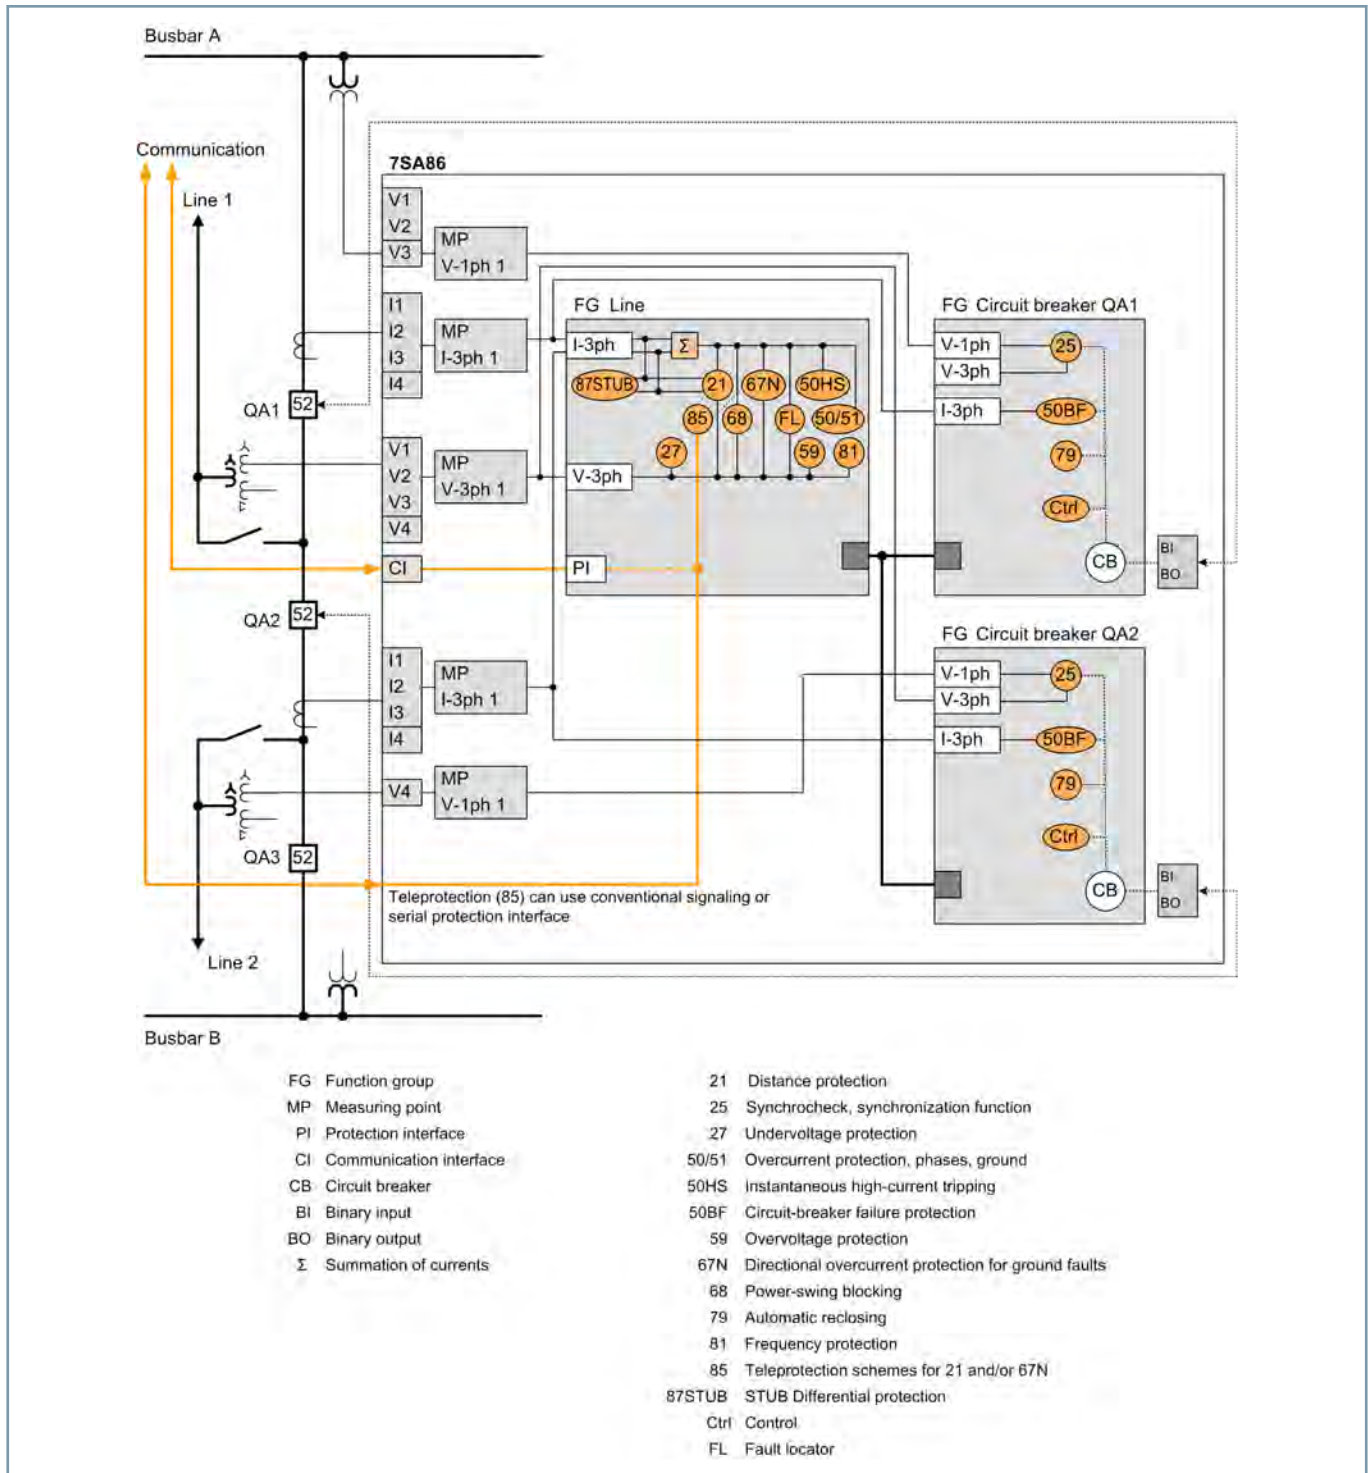 Busbar A
Communication
Line 1
7SA86
V1
V2
V3
MP
V-1ph 1
I1
I2
I3
I4
MP
I-3ph 1
FG Line
I-3ph
Σ
87STUB
21
67N
50HS
85
68
FL
50/51
27
59
81
V-3ph
PI
FG Circuit breaker QA1
V-1ph
V-3ph
25
I-3ph
50BF
79
Ctrl
CB
BI
BO
QA1
52
V1
V2
V3
V4
MP
V-3ph 1
CI
QA2
52
I1
I2
I3
I4
MP
I-3ph 1
FG Circuit breaker QA2
V-1ph
V-3ph
25
I-3ph
50BF
79
Ctrl
CB
BI
BO
V4
MP
V-1ph 1
QA3
52
Teleprotection (85) can use conventional signaling or
serial protection interface
Line 2
Busbar B
FG Function group
MP Measuring point
PI Protection interface
CI Communication interface
CB Circuit breaker
BI Binary input
BO Binary output
Σ Summation of currents
21 Distance protection
25 Synchrocheck, synchronization function
27 Undervoltage protection
50/51 Overcurrent protection, phases, ground
50HS Instantaneous high-current tripping
50BF Circuit-breaker failure protection
59 Overvoltage protection
67N Directional overcurrent protection for ground faults
68 Power-swing blocking
79 Automatic reclosing
81 Frequency protection
85 Teleprotection schemes for 21 and/or 67N
87STUB STUB Differential protection
Ctrl Control
FL Fault locator